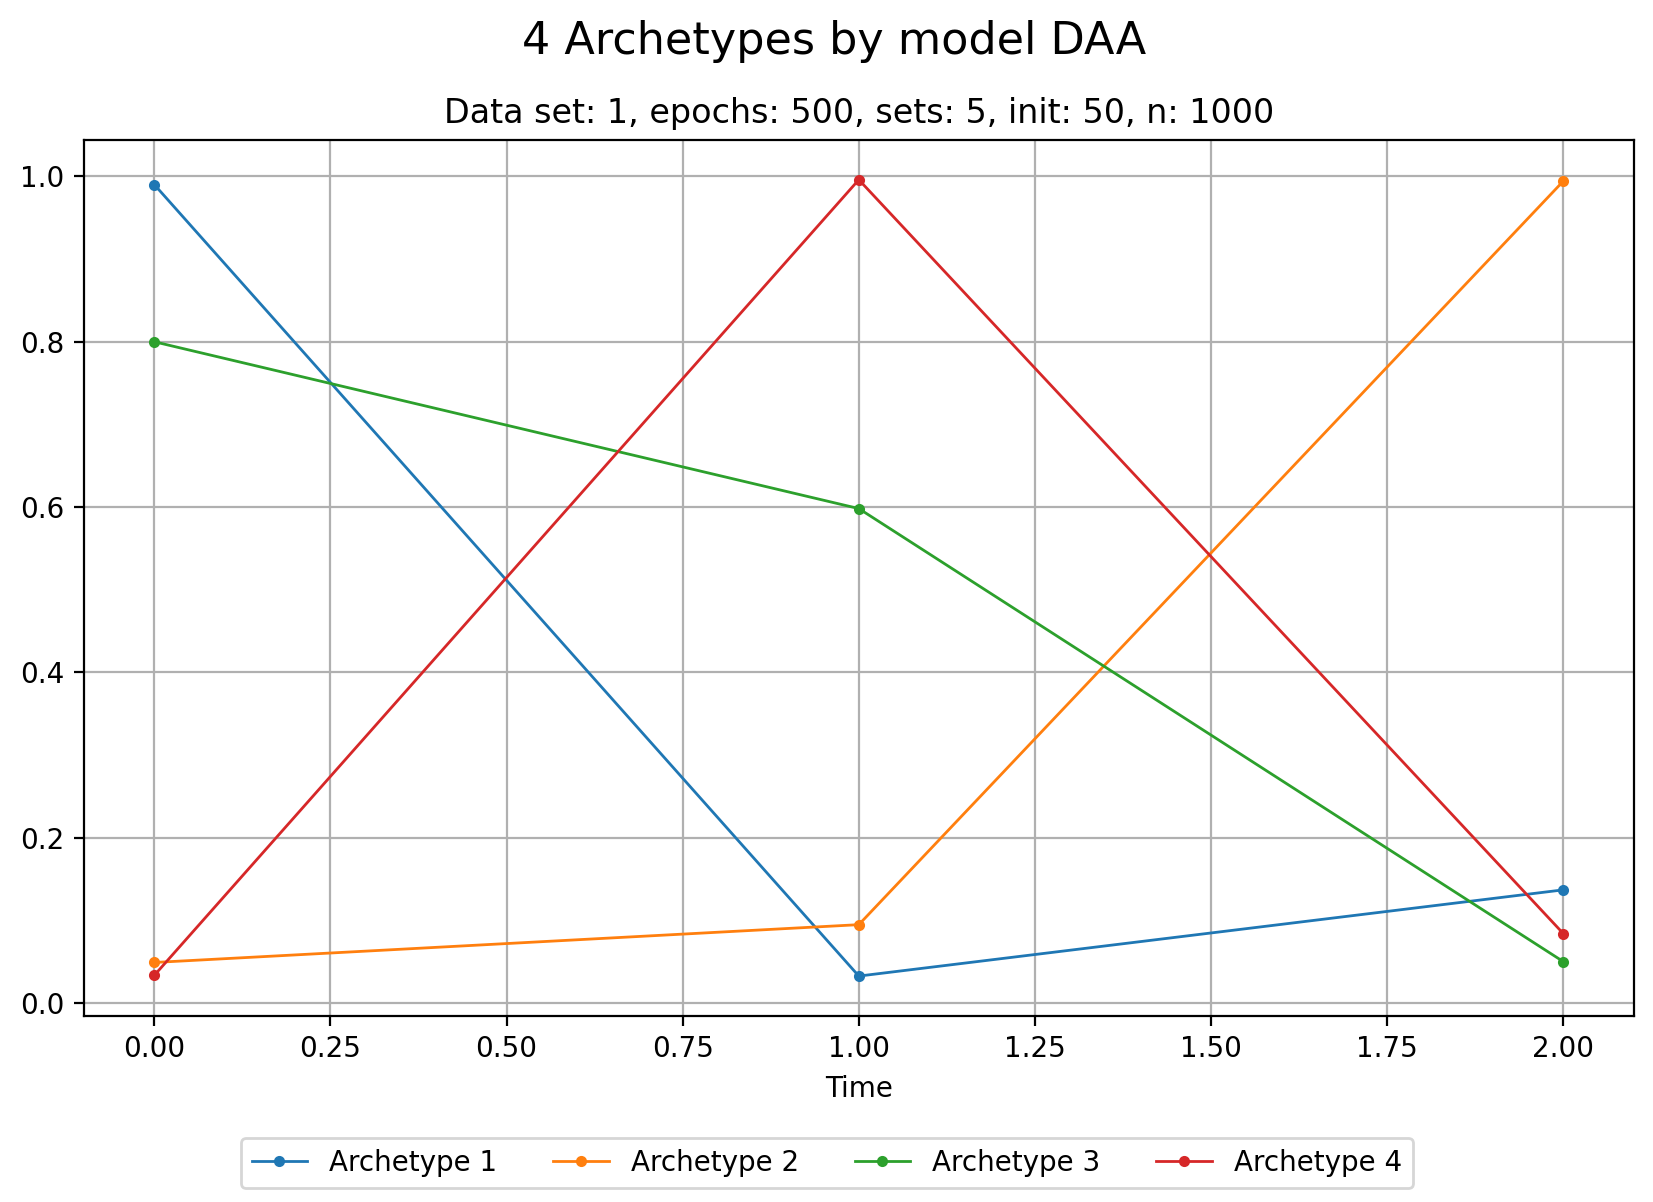 4 Archetypes by model DAA
Data set: 1, epochs: 500, sets: 5, init: 50, n: 1000
1.0
0.8
0.6
0.4
0.2
0.0
0.00 0.25 0.50 0.75 1.00 1.25 1.50 1.75 2.00
Time
Archetype 1 Archetype 2 Archetype 3 Archetype 4